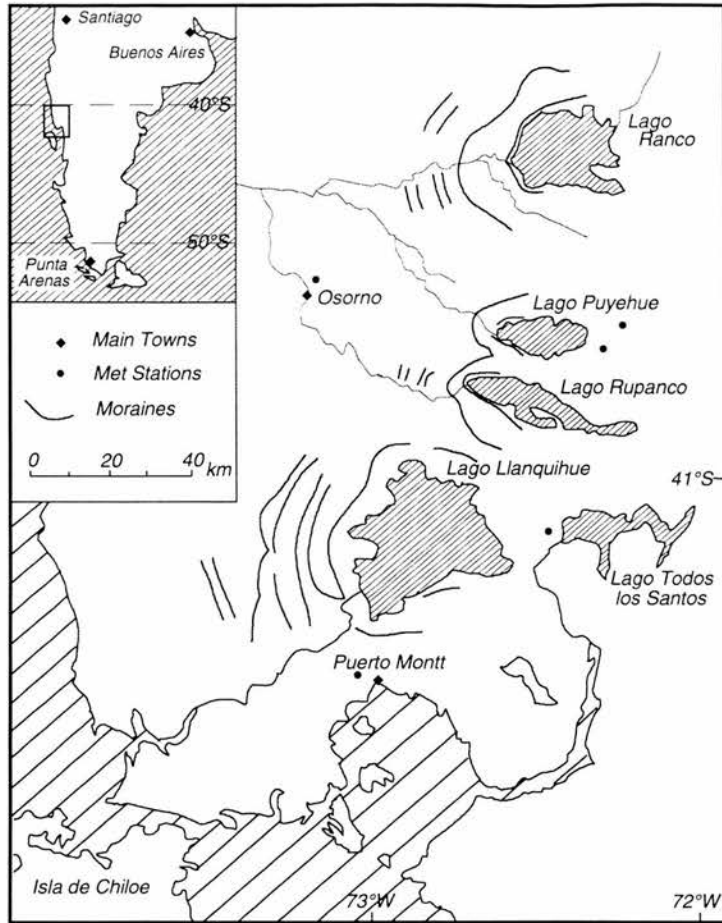 Santiago
Buenos Aires
40°S
50°S
Punta
Arenas
Main Towns
Met Stations
Moraines
0 20 40 km
Lago
Ranco
Osorno
Lago Puyehue
Lago Rupanco
Lago Llanquihue
41°S
Lago Todos
los Santos
Puerto Montt
Isla de Chiloe
73°W
72°W